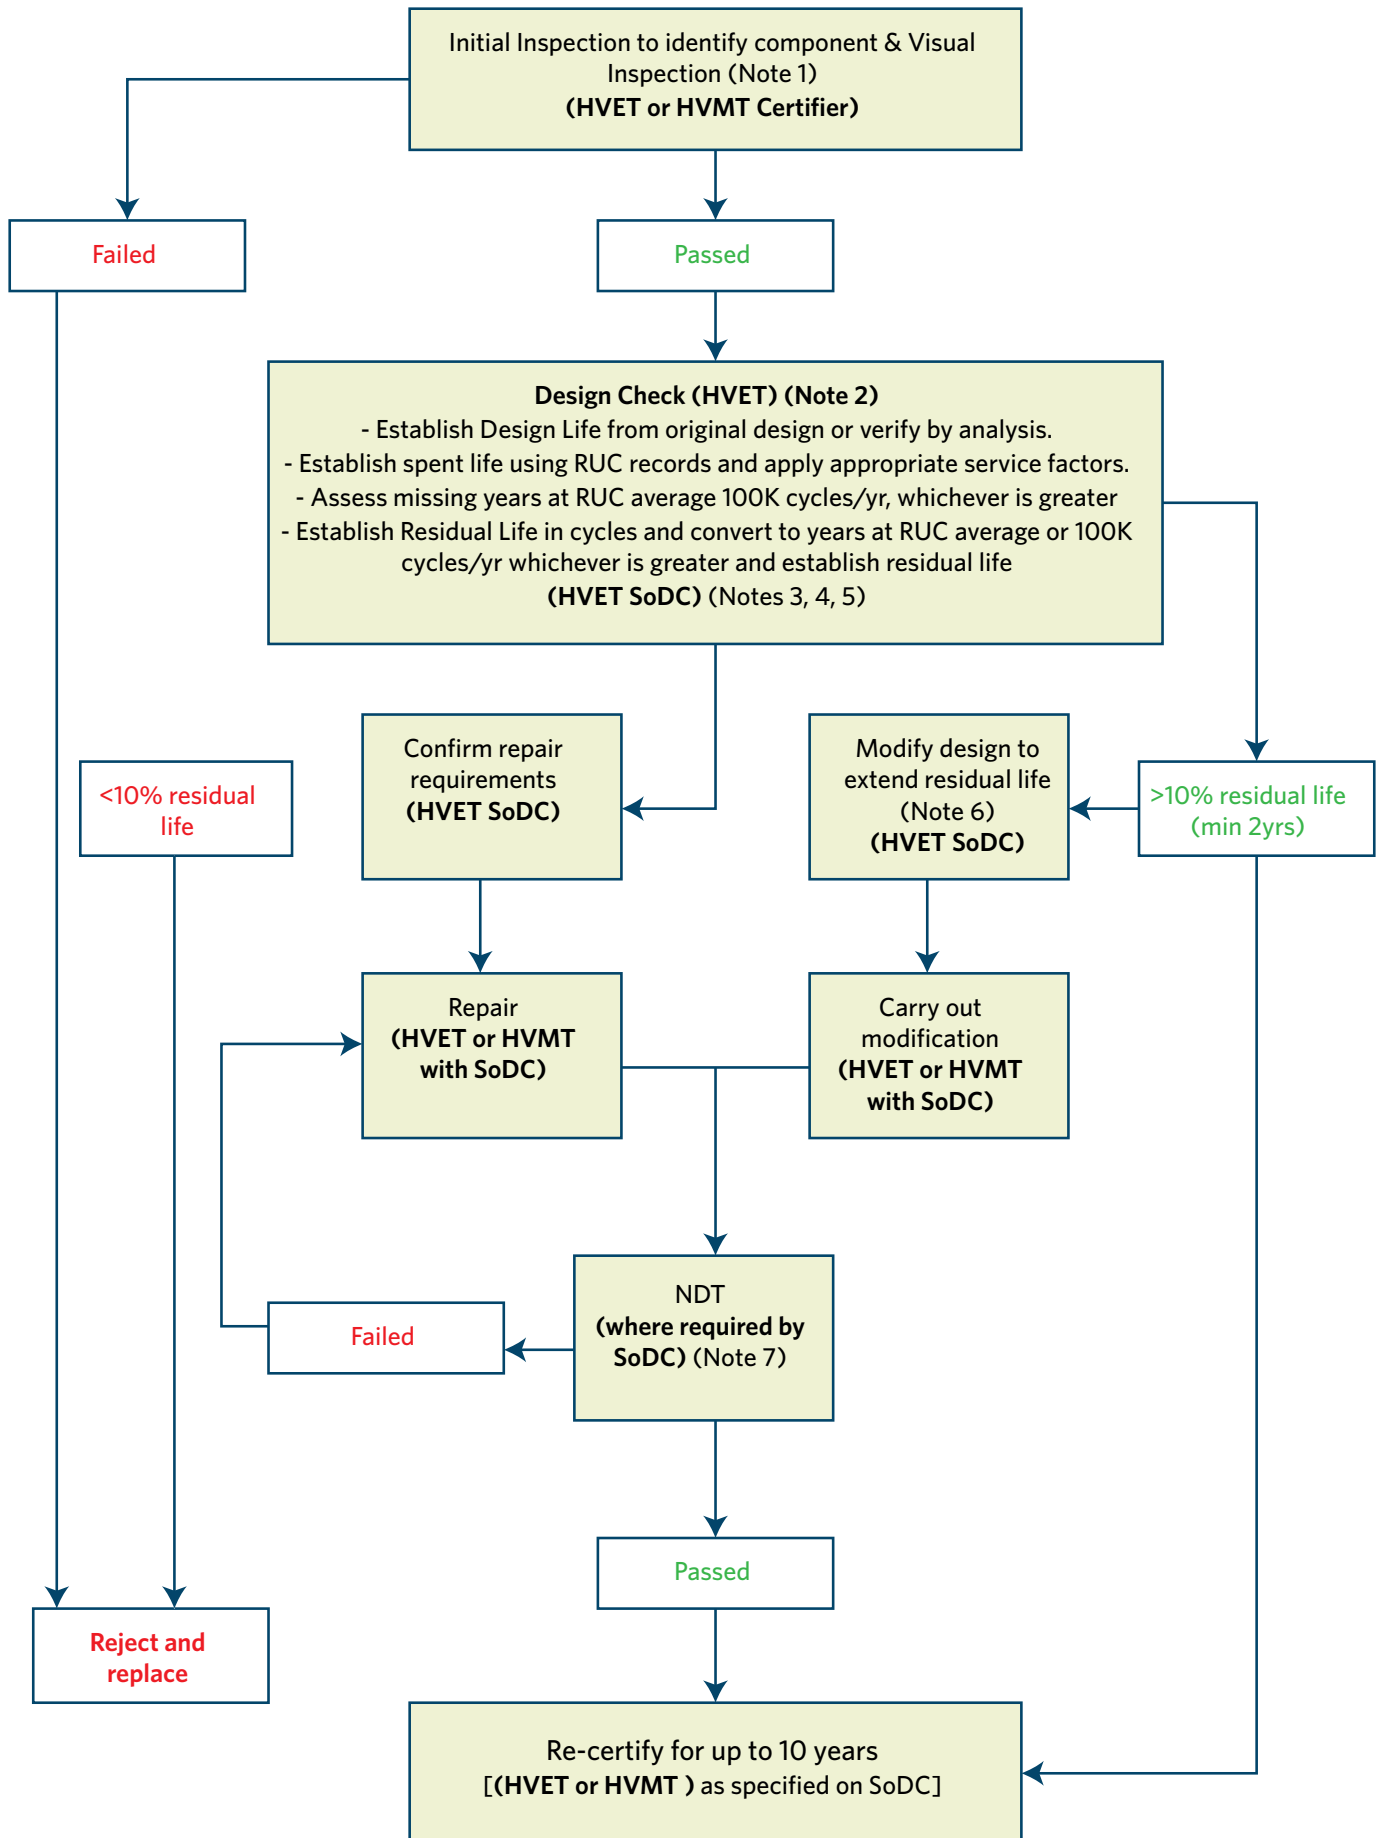 Initial Inspection to identify component & Visual
Inspection (Note 1)
(HVET or HVMT Certifier)
Failed
Passed
Design Check (HVET) (Note 2)
- Establish Design Life from original design or verify by analysis.
- Establish spent life using RUC records and apply appropriate service factors.
- Assess missing years at RUC average 100K cycles/yr, whichever is greater
- Establish Residual Life in cycles and convert to years at RUC average or 100K
cycles/yr whichever is greater and establish residual life
(HVET SoDC) (Notes 3, 4, 5)
Confirm repair
requirements
(HVET SoDC)
Modify design to
extend residual life
(Note 6)
(HVET SoDC)
<10% residual
life
>10% residual life
(min 2yrs)
Repair
(HVET or HVMT
with SoDC)
Carry out
modification
(HVET or HVMT
with SoDC)
NDT
(where required by
SoDC) (Note 7)
Failed
Passed
Reject and
replace
Re-certify for up to 10 years
[(HVET or HVMT ) as specified on SoDC]